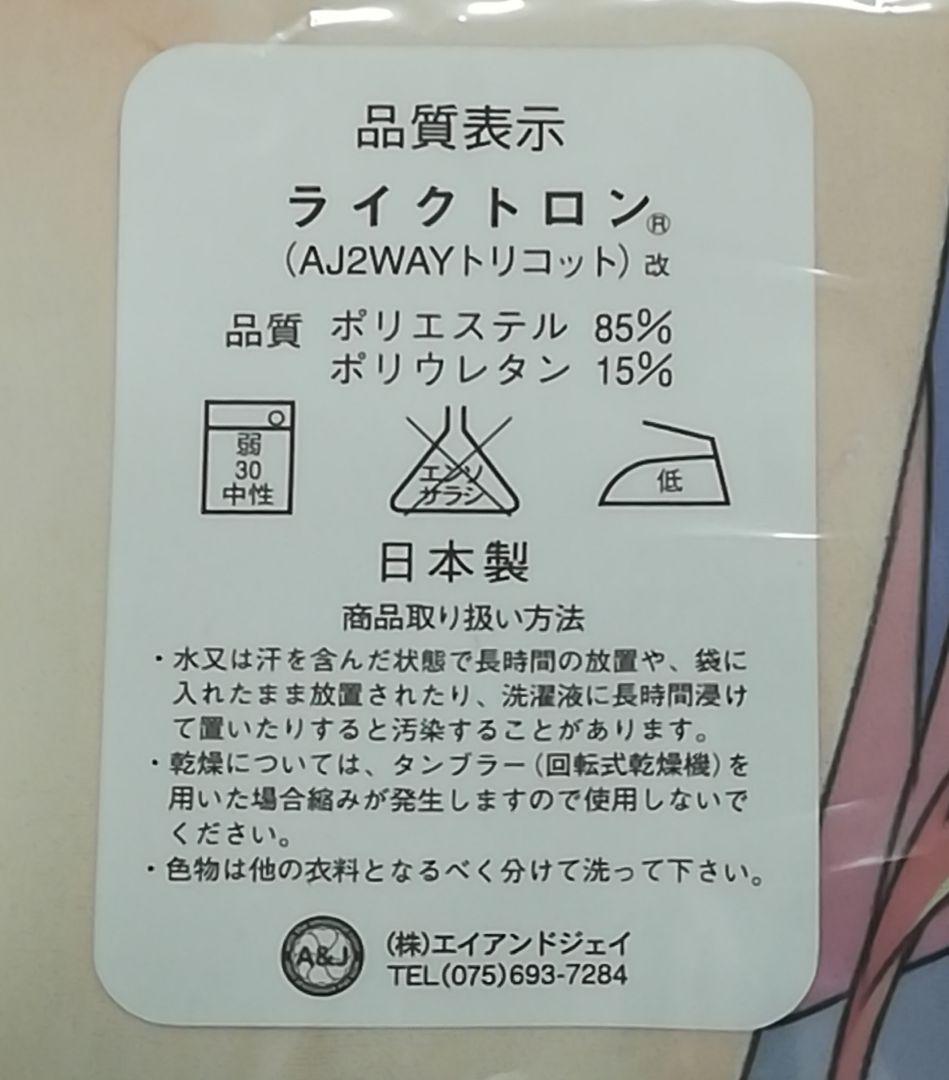 品質表示
ライクトロン®
(AJ2WAYトリコット)改
品質 ポリエステル 85%
ポリウレタン 15%
弱
30
中性
エンソ
サラシ
低
日本製
商品取り扱い方法
・水又は汗を含んだ状態で長時間の放置や、袋に
入れたまま放置されたり、洗濯液に長時間浸け
て置いたりすると汚染することがあります。
・乾燥については、タンブラー(回転式乾燥機)を
用いた場合縮みが発生しますので使用しないで
ください。
・色物は他の衣料となるべく分けて洗って下さい。
A&J
(株)エイアンドジェイ
TEL(075)693-7284